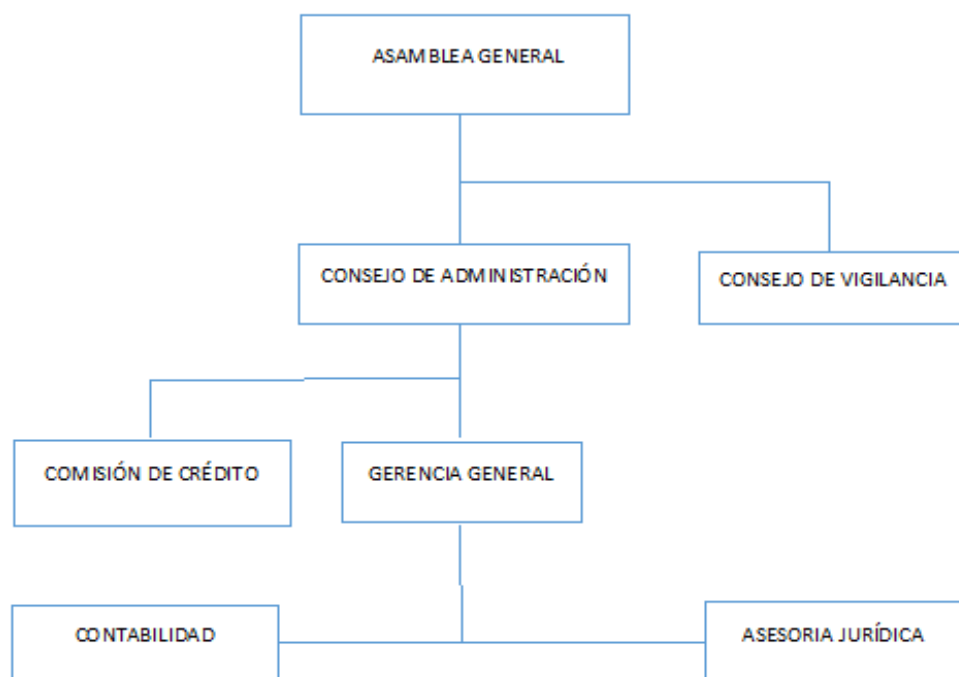 ASAMBLEA GENERAL
CONSEJO DE ADMINISTRACIÓN
CONSEJO DE VIGILANCIA
COMISIÓN DE CRÉDITO
GERENCIA GENERAL
CONTABILIDAD
ASESORIA JURÍDICA